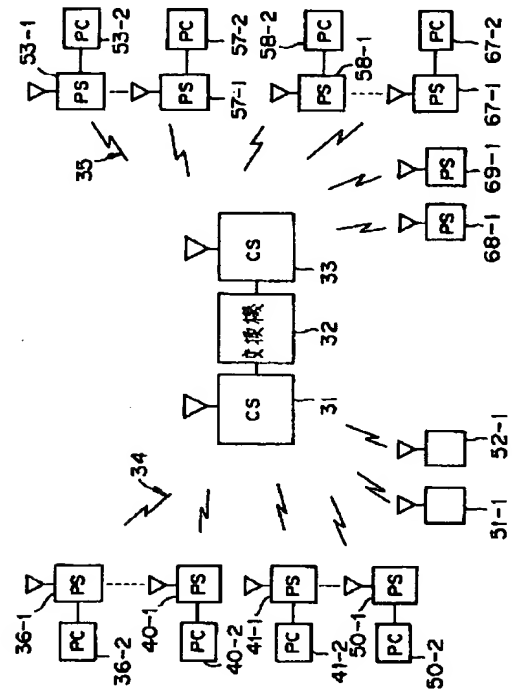 53-1
PS
PC
53-2
35
57-1
PS
PC
57-2
58-2
PS
PC
58-1
67-1
PS
PC
67-2
69-1
PS
68-1
PS
CS
33
交換機
32
CS
31
34
52-1
51-1
36-1
PS
PC
36-2
40-1
PS
PC
40-2
41-1
PS
PC
41-2
50-1
PS
PC
50-2